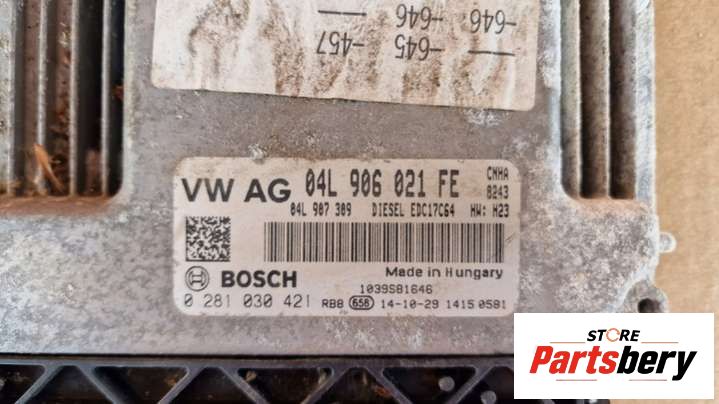 -646
-646
-645
-457
VW AG 04L 906 021 FE CNHA
8243
04L 907 309 DIESEL EDC17C64 HW: H23
BOSCH Made in Hungary
1039S81646
0 281 030 421 RBB 656 14-10-29 1415 0581
STORE
Partsbery